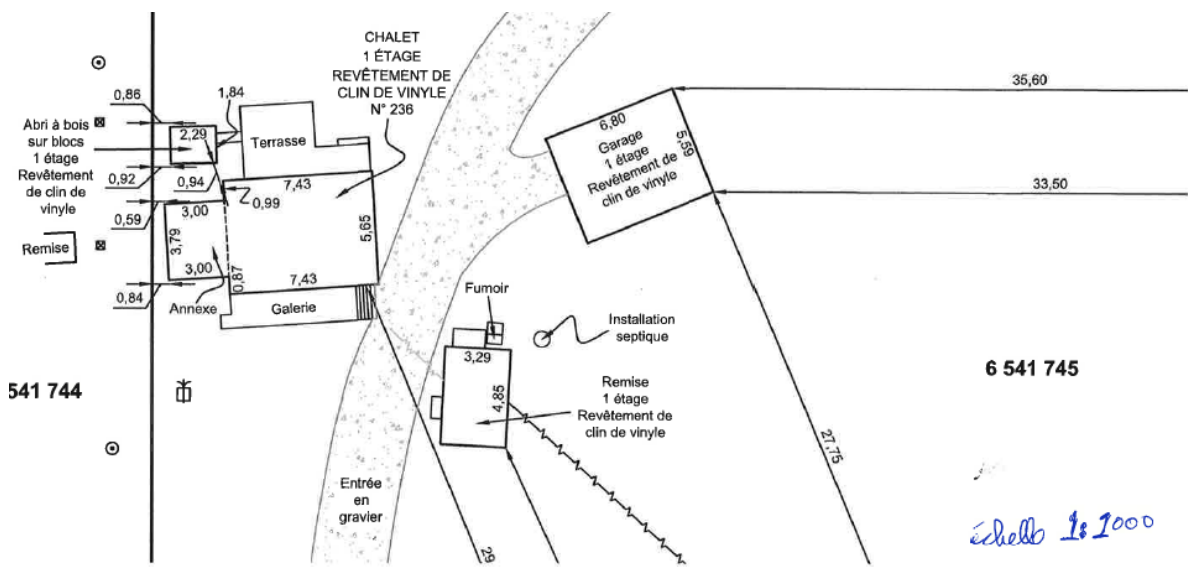 CHALET
1 ÉTAGE
REVÊTEMENT DE
CLIN DE VINYLE
N° 236
35,60
0,86
1,84
Abri à bois
sur blocs
1 étage
Revêtement
de clin de
vinyle
2,29
Terrasse
6,80
5,59
Garage
1 étage
Revêtement de
clin de vinyle
0,92
0,94
7,43
0,99
33,50
0,59
3,00
3,79
5,65
Remise
3,00
0,87
7,43
0,84
Annexe
Galerie
Fumoir
Installation
septique
3,29
4,85
Remise
1 étage
Revêtement de
clin de vinyle
541 744
6 541 745
27,75
Entrée
en
gravier
29
échelle 1:1000